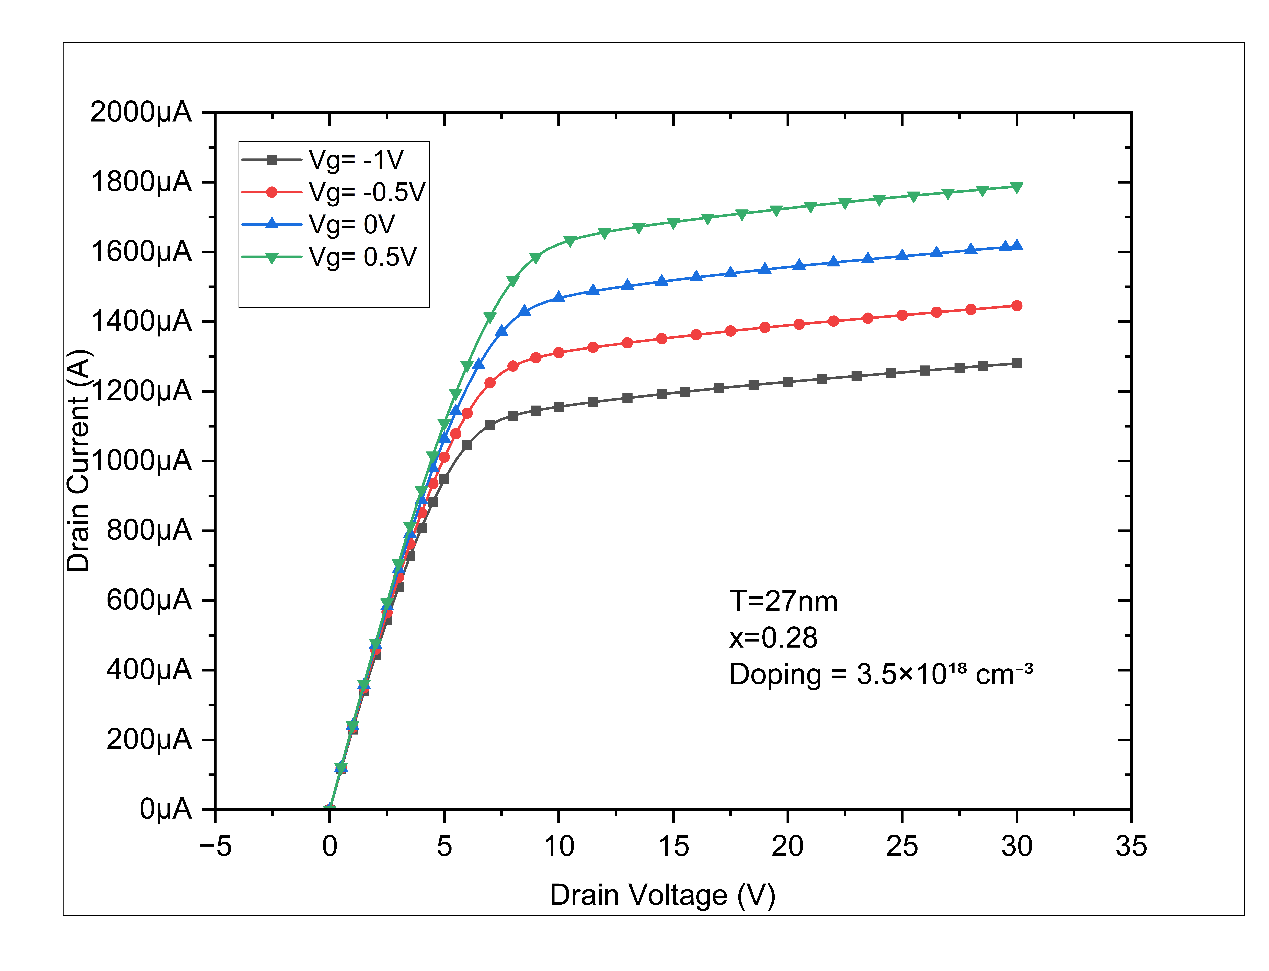 2000µA
1800µA
1600µA
1400µA
1200µA
1000µA
800µA
600µA
400µA
200µA
0µA
Drain Current (A)
Vg= -1V
Vg= -0.5V
Vg= 0V
Vg= 0.5V
T=27nm
x=0.28
Doping = 3.5×10¹⁸ cm⁻³
−5 0 5 10 15 20 25 30 35
Drain Voltage (V)